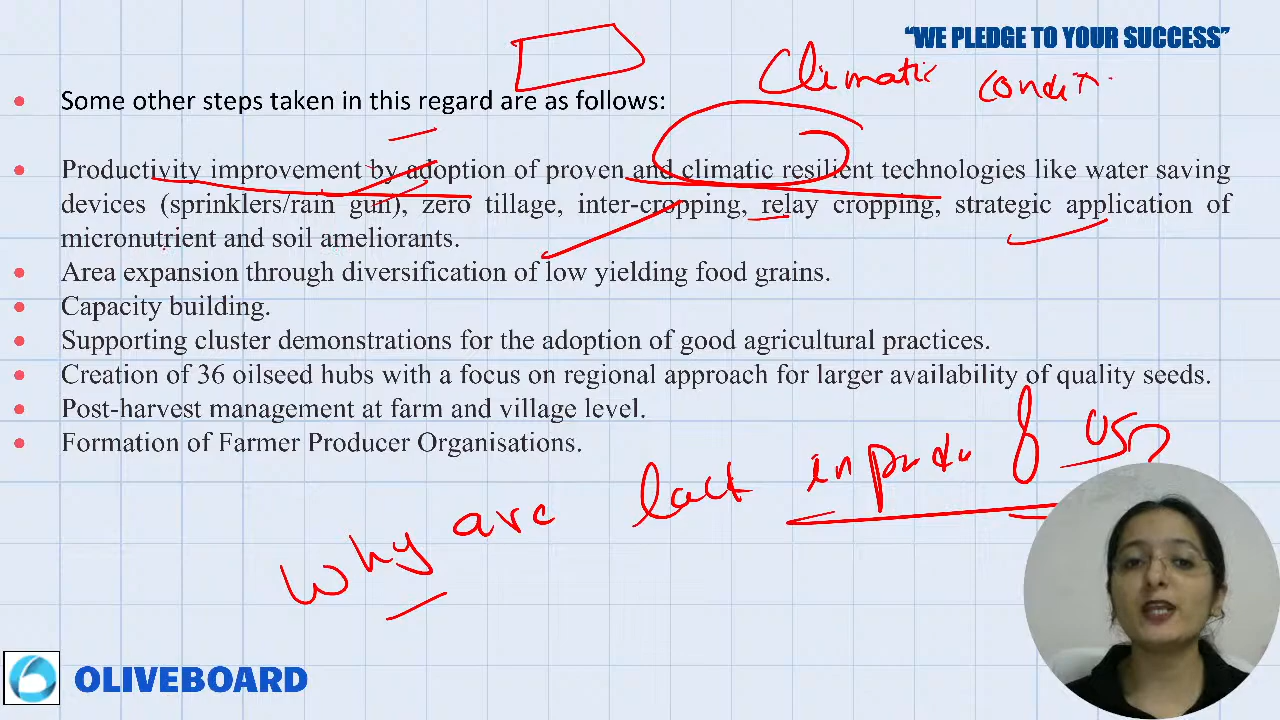 “WE PLEDGE TO YOUR SUCCESS”
Climatic
Some other steps taken in this regard are as follows:
Productivity improvement by adoption of proven and climatic resilient technologies like water saving
devices (sprinklers/rain gun), zero tillage, inter-cropping, relay cropping, strategic application of
micronutrient and soil ameliorants.
Area expansion through diversification of low yielding food grains.
Capacity building.
Supporting cluster demonstrations for the adoption of good agricultural practices.
Creation of 36 oilseed hubs with a focus on regional approach for larger availability of quality seeds.
Post-harvest management at farm and village level.
Formation of Farmer Producer Organisations.
Why are in
OLIVEBOARD